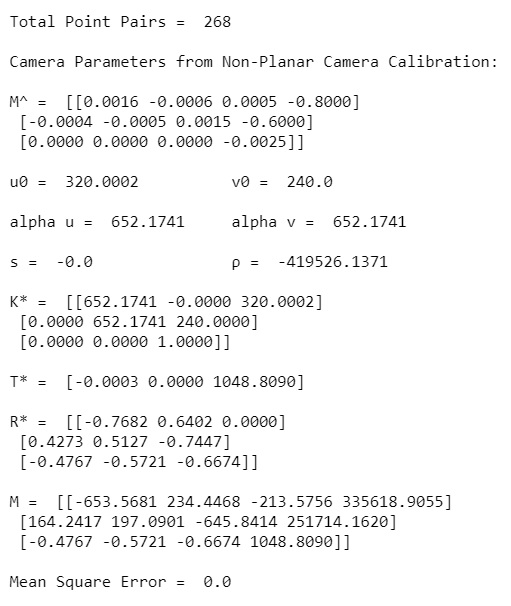 Total Point Pairs =  268
Camera Parameters from Non-Planar Camera Calibration:
M^ =  [[0.0016 -0.0006 0.0005 -0.8000]
[-0.0004 -0.0005 0.0015 -0.6000]
[0.0000 0.0000 0.0000 -0.0025]]
u0 =  320.0002          v0 =  240.0
alpha u =  652.1741     alpha v =  652.1741
s =  -0.0               ρ =  -419526.1371
K* =  [[652.1741 -0.0000 320.0002]
[0.0000 652.1741 240.0000]
[0.0000 0.0000 1.0000]]
T* =  [-0.0003 0.0000 1048.8090]
R* =  [[-0.7682 0.6402 0.0000]
[0.4273 0.5127 -0.7447]
[-0.4767 -0.5721 -0.6674]]
M =  [[-653.5681 234.4468 -213.5756 335618.9055]
[164.2417 197.0901 -645.8414 251714.1620]
[-0.4767 -0.5721 -0.6674 1048.8090]]
Mean Square Error =  0.0